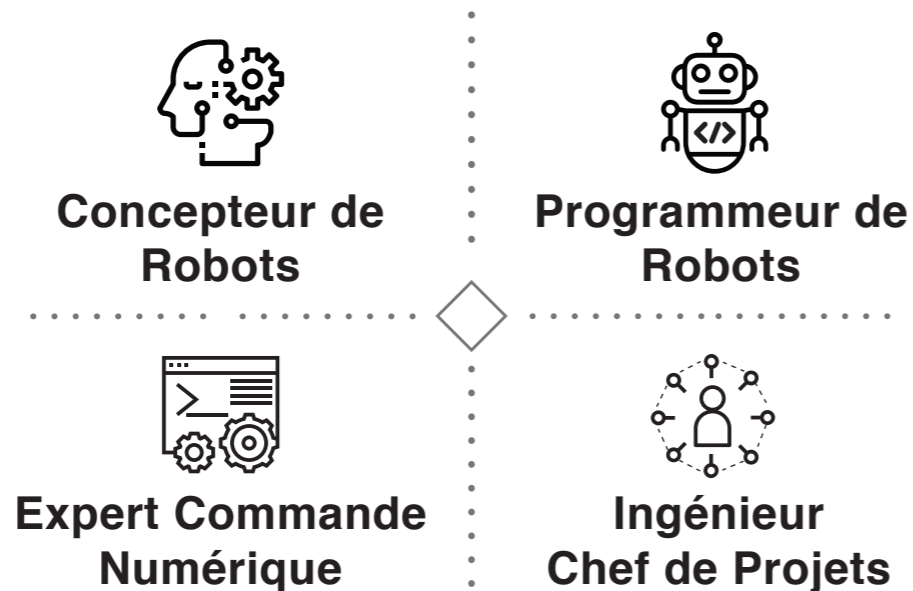 Concepteur de
Robots
Programmeur de
Robots
</>
Expert Commande
Numérique
Ingénieur
Chef de Projets